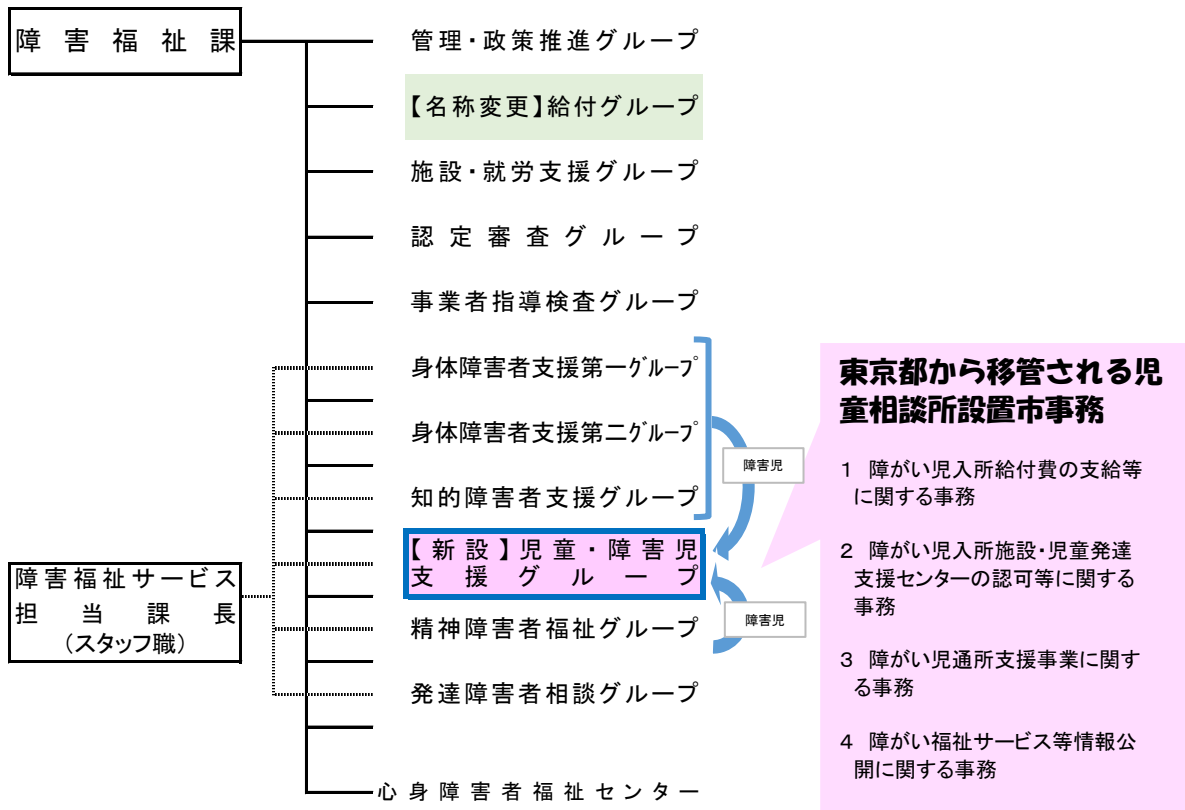 障害福祉課
管理・政策推進グループ
【名称変更】給付グループ
施設・就労支援グループ
認定審査グループ
事業者指導検査グループ
身体障害者支援第一グループ
身体障害者支援第二グループ
知的障害者支援グループ
【新設】児童・障害児
支援グループ
精神障害者福祉グループ
発達障害者相談グループ
心身障害者福祉センター
障害福祉サービス
担当課長
（スタッフ職）
障害児
障害児
東京都から移管される児
童相談所設置市事務
1 障がい児入所給付費の支給等
に関する事務
2 障がい児入所施設・児童発達
支援センターの認可等に関する
事務
3 障がい児通所支援事業に関す
る事務
4 障がい福祉サービス等情報公
開に関する事務